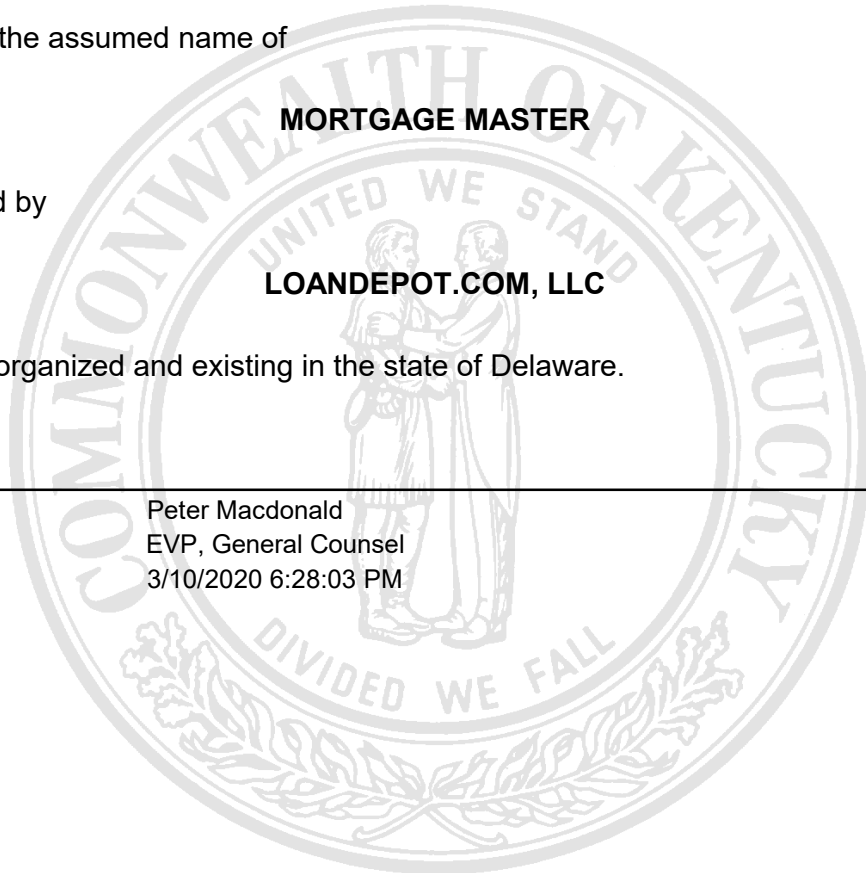 the assumed name of
MORTGAGE MASTER
d by
LOANDEPOT.COM, LLC
organized and existing in the state of Delaware.
Peter Macdonald
EVP, General Counsel
3/10/2020 6:28:03 PM
COMMONWEALTH OF KENTUCKY
UNITED WE STAND
DIVIDED WE FALL